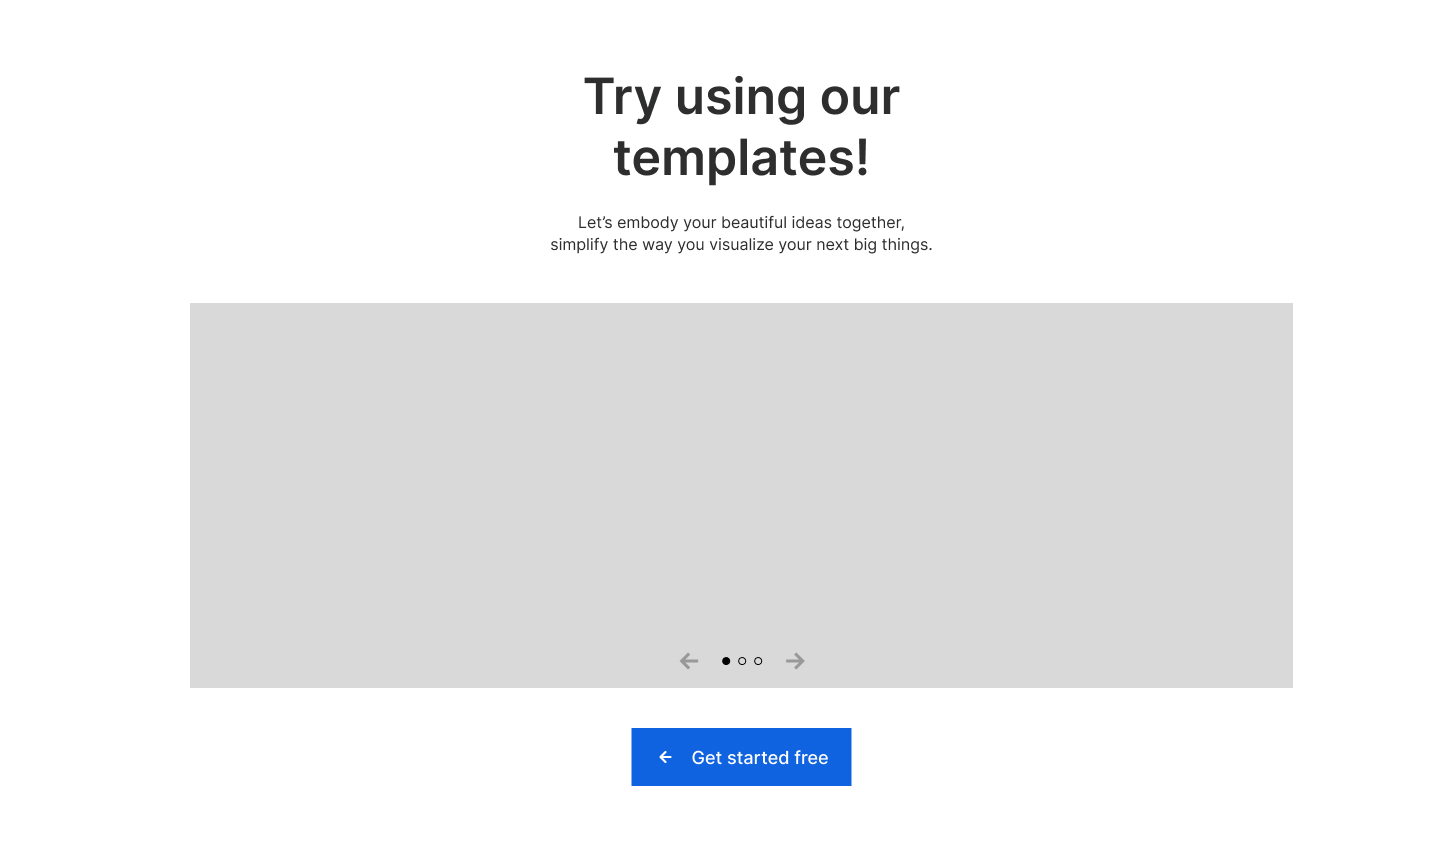 Try using our
templates!
Let’s embody your beautiful ideas together,
simplify the way you visualize your next big things.
Get started free